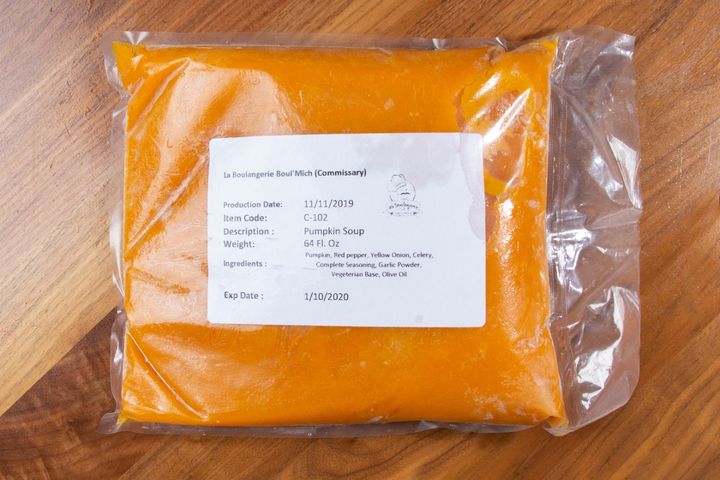 La Boulangerie Boul'Mich (Commissary)
Production Date: 11/11/2019
Item Code: C-102
Description : Pumpkin Soup
Weight: 64 Fl. Oz
Ingredients : Pumpkin, Red pepper, Yellow Onion, Celery,
Complete Seasoning, Garlic Powder,
Vegeterian Base, Olive Oil
Exp Date : 1/10/2020